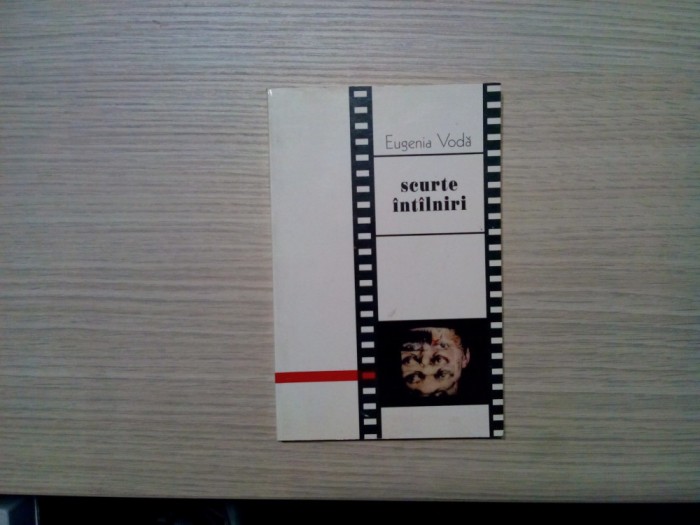 Eugenia Vodă
scurte
întîlniri